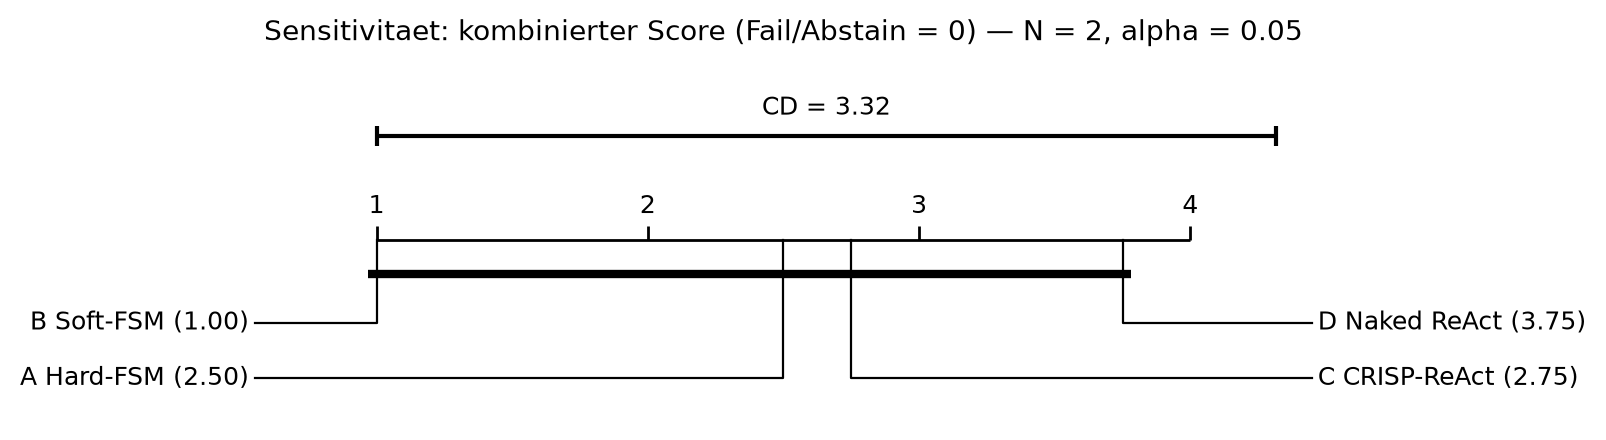 Sensitivitaet: kombinierter Score (Fail/Abstain = 0) — N = 2, alpha = 0.05
CD = 3.32
1 2 3 4
B Soft-FSM (1.00)
D Naked ReAct (3.75)
A Hard-FSM (2.50)
C CRISP-ReAct (2.75)